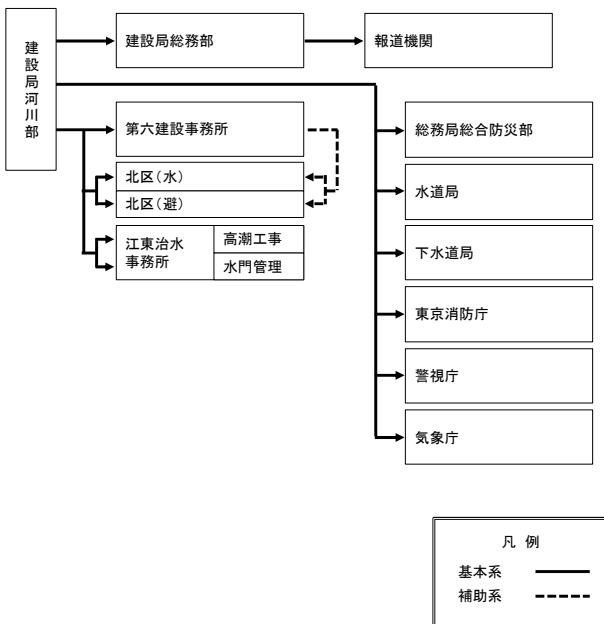 建設局河川部
建設局総務部
報道機関
第六建設事務所
総務局総合防災部
北区(水)
北区(避)
水道局
江東治水
事務所
高潮工事
水門管理
下水道局
東京消防庁
警視庁
気象庁
凡 例
基本系
補助系